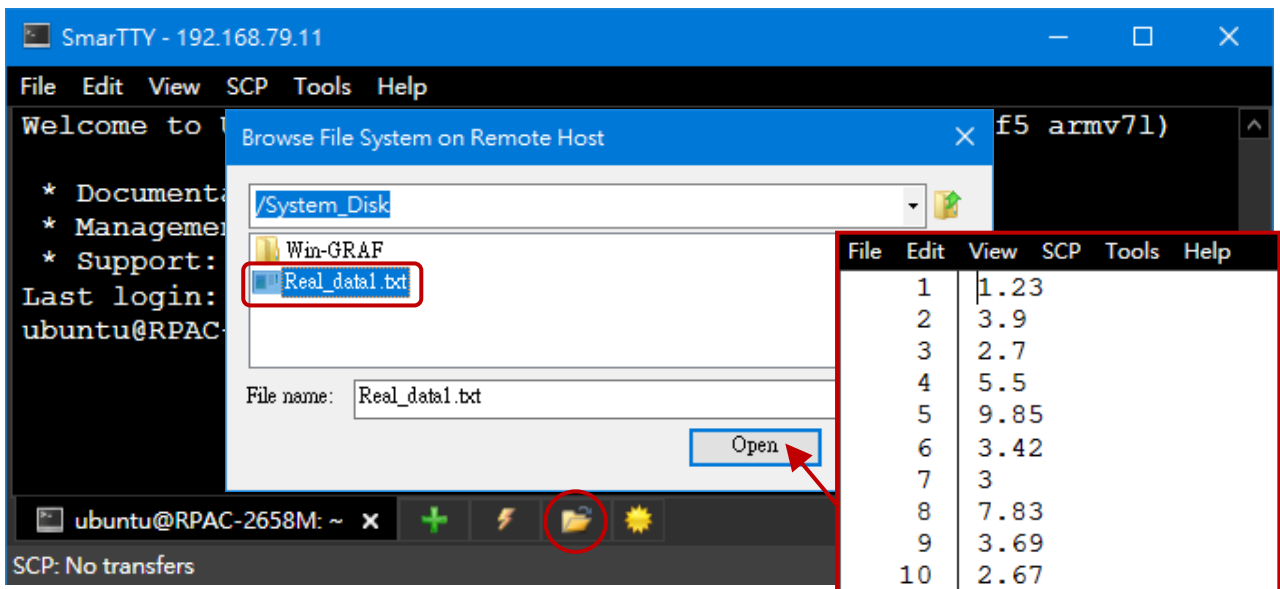 SmarTTY - 192.168.79.11
File Edit View SCP Tools Help
Welcome to f5 armv7l)
* Documenta
* Managemen
* Support:
Last login:
ubuntu@RPAC-
Browse File System on Remote Host
/System_Disk
Win-GRAF
Real_data1.txt
File name: Real_data1.txt
Open
File Edit View SCP Tools Help
1 1.23
2 3.9
3 2.7
4 5.5
5 9.85
6 3.42
7 3
8 7.83
9 3.69
10 2.67
ubuntu@RPAC-2658M: ~ x
SCP: No transfers